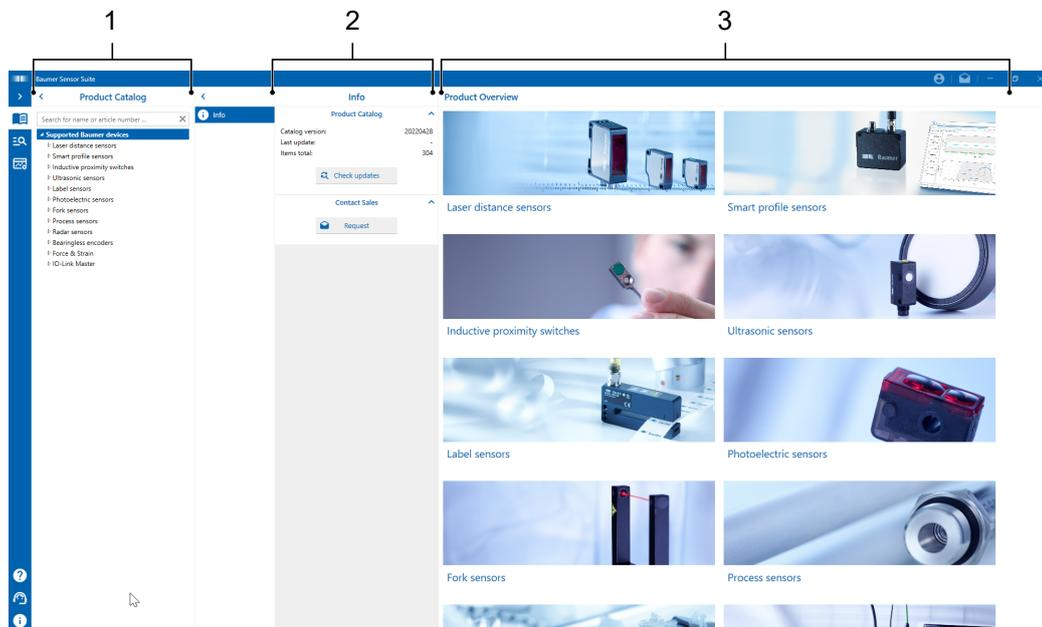 1
2
3
Baumer Sensor Suite
Product Catalog
Search for name or article number ...
Supported Baumer devices
Laser distance sensors
Smart profile sensors
Inductive proximity switches
Ultrasonic sensors
Label sensors
Photoelectric sensors
Fork sensors
Process sensors
Radar sensors
Bearingless encoders
Force & Strain
IO-Link Master
Info
Info
Product Catalog
Catalog version: 20220428
Last update: -
Items total: 304
Check updates
Contact Sales
Request
Product Overview
Baumer
Laser distance sensors
Smart profile sensors
Inductive proximity switches
Ultrasonic sensors
Label sensors
Photoelectric sensors
Fork sensors
Process sensors